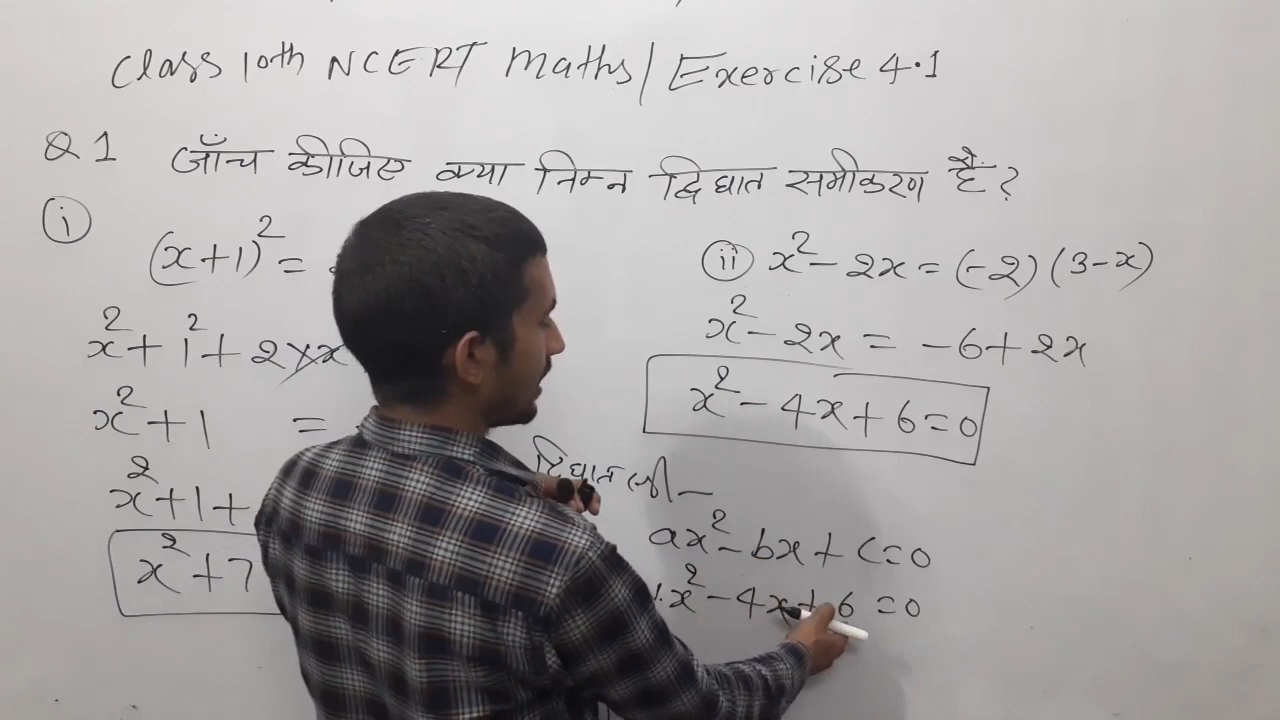 Class 10th NCERT Maths/ Exercise 4.1
Q 1 जाँच कीजिए क्या निम्न द्विघात समीकरण हैं?
(i)
(x+1)² =
x² + 1² + 2×x
x² + 1 =
x² + 1 +
x² + 7
(ii) x² - 2x = (-2) (3-x)
x² - 2x = -6 + 2x
x² - 4x + 6 = 0
द्विघात
ax² - bx + c = 0
1.x² - 4x + 6 = 0